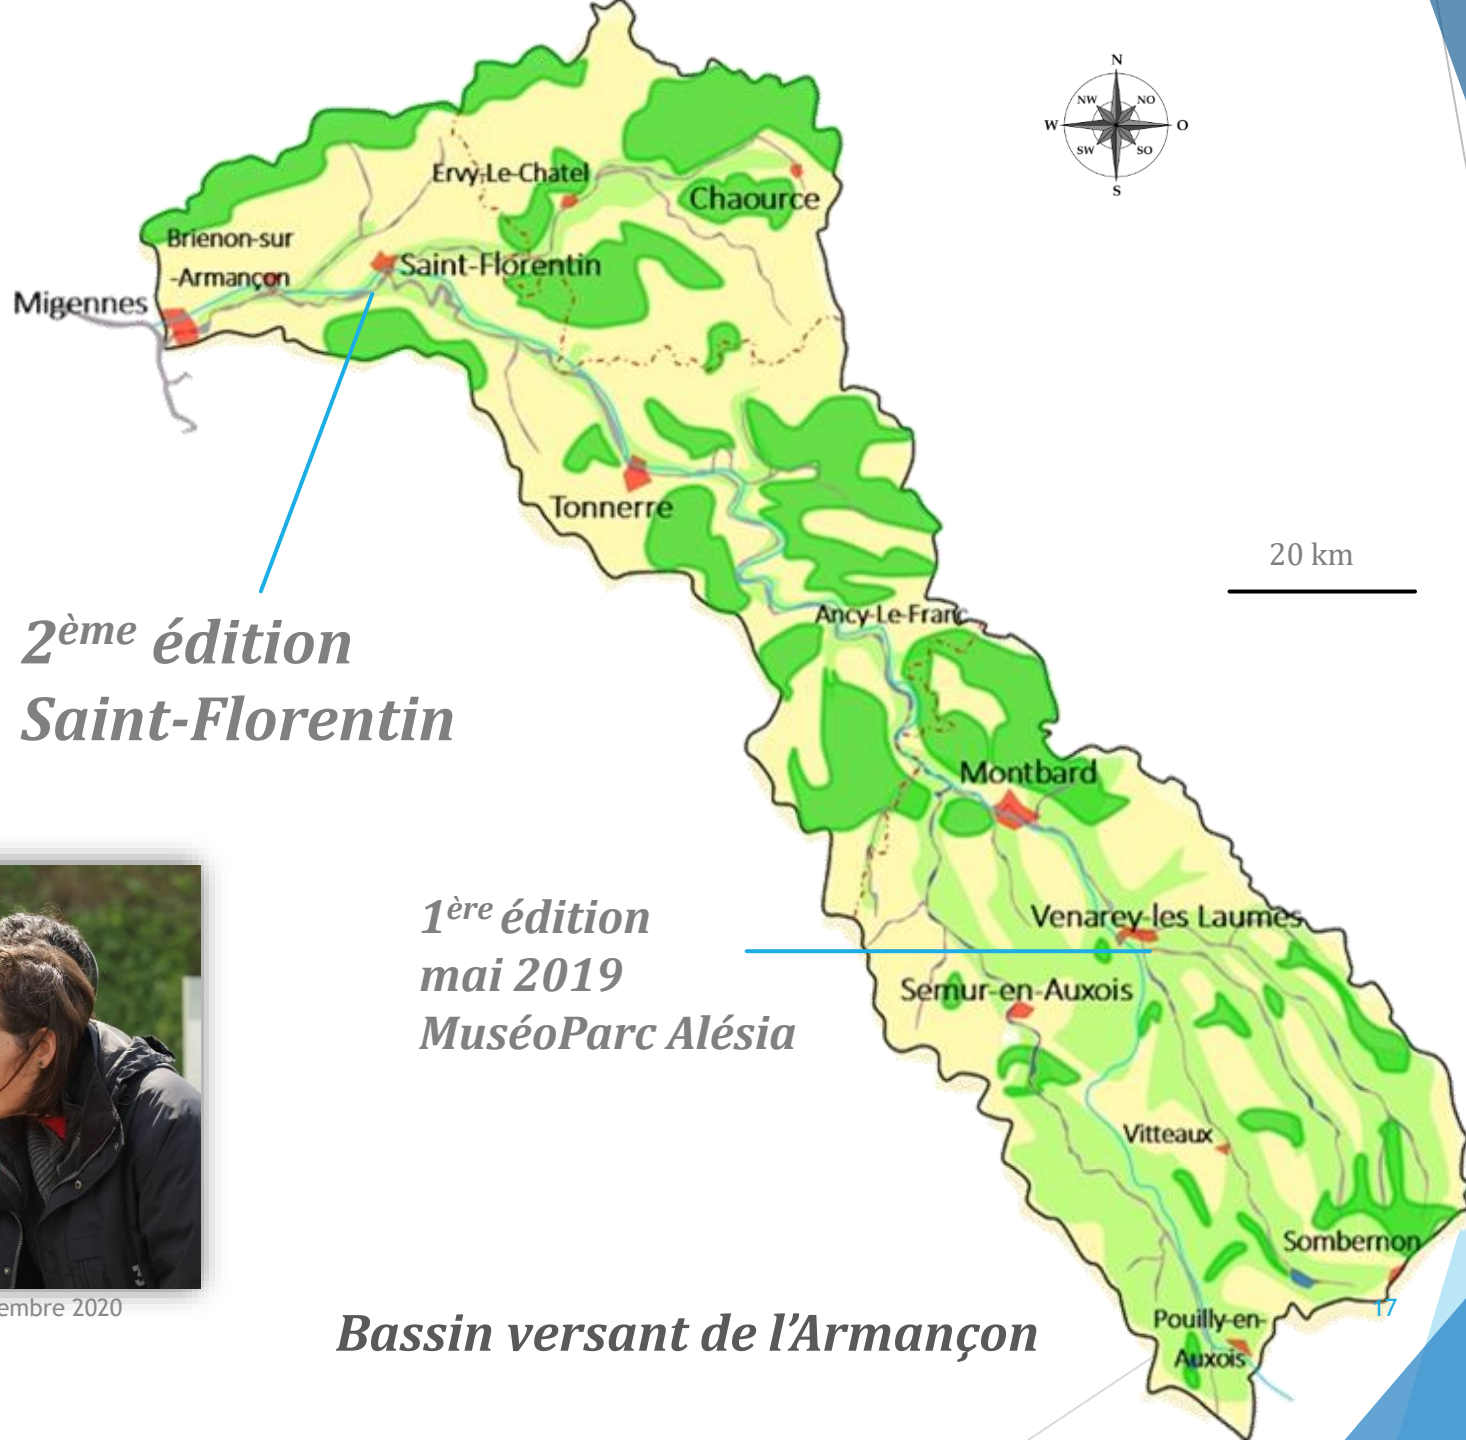 N
NW
NO
W
O
SW
SO
S
Ervy-Le-Chatel
Chaource
Brienon-sur
-Armançon
Saint-Florentin
Migennes
Tonnerre
20 km
Ancy-Le-Franc
2ème édition
Saint-Florentin
Montbard
1ère édition
mai 2019
MuséoParc Alésia
Venarey-les Laumes
Semur-en-Auxois
Vitteaux
Sombernon
embre 2020
17
Pouilly-en-
Auxois
Bassin versant de l’Armançon